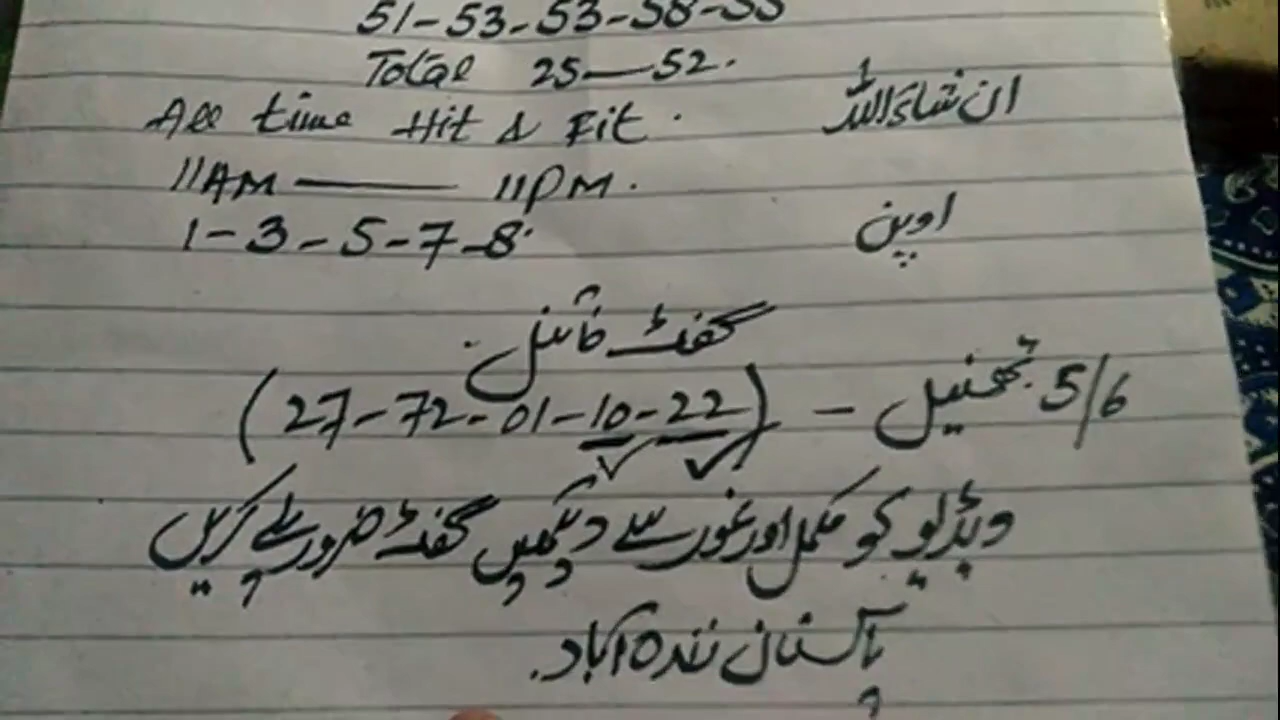 51-53-53-58-55
Total 25—52.
All time Hit & Fit.
ان شاءاللہ
11AM —— 11PM.
1-3-5-7-8
اوپن
گفٹ فائنل
5/6 - (27-72-01-10-22)
ویڈیو کو مکمل اور غور سے دیکھیں گفٹ ضرور پلے کریں
پاکستان زندہ آباد.